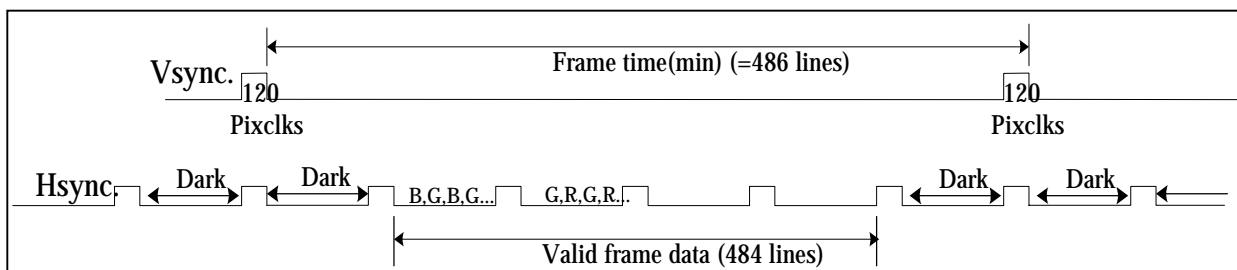 Frame time(min) (=486 lines)
Vsync.
120
120
Pixclks
Pixclks
Hsync.
Dark
Dark
B,G,B,G...
G,R,G,R...
Dark
Dark
Valid frame data (484 lines)